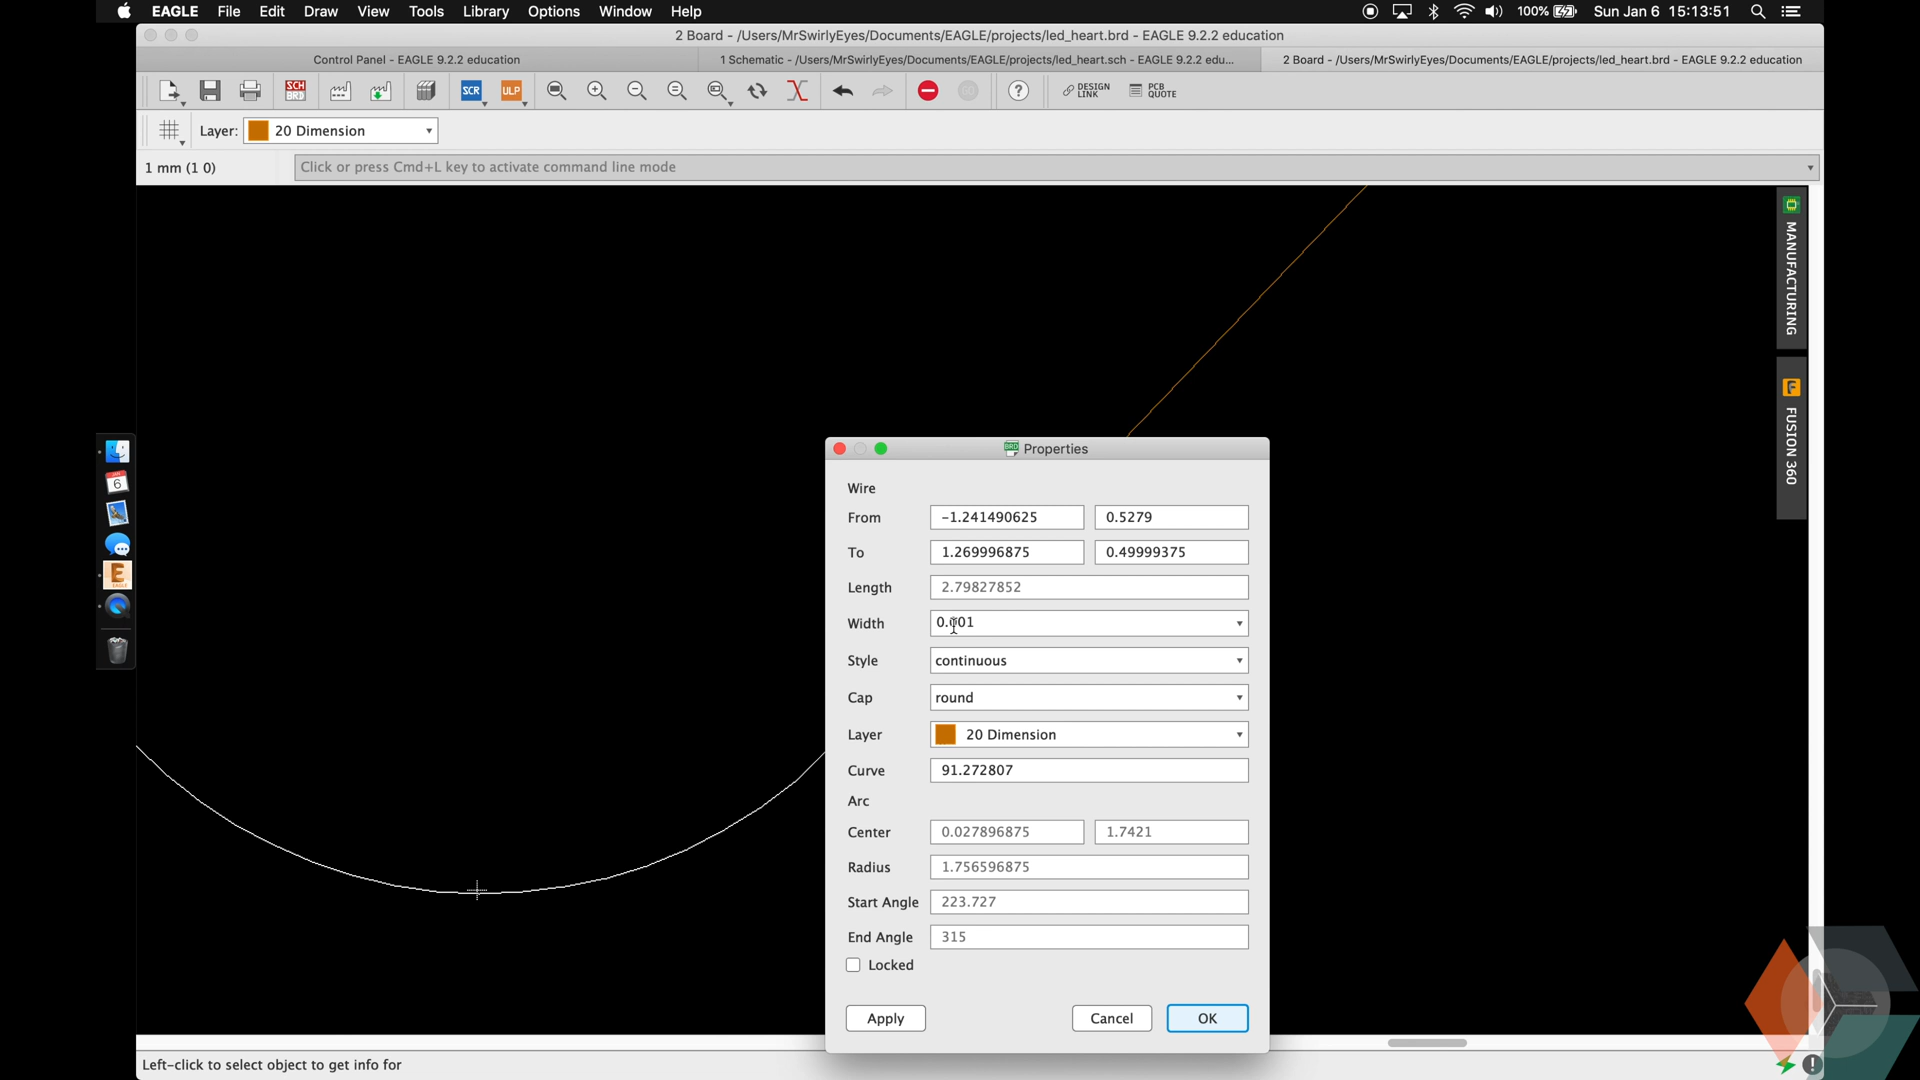 EAGLE File Edit Draw View Tools Library Options Window Help 100% Sun Jan 6 15:13:51
2 Board - /Users/MrSwirlyEyes/Documents/EAGLE/projects/led_heart.brd - EAGLE 9.2.2 education
Control Panel - EAGLE 9.2.2 education
1 Schematic - /Users/MrSwirlyEyes/Documents/EAGLE/projects/led_heart.sch - EAGLE 9.2.2 edu...
2 Board - /Users/MrSwirlyEyes/Documents/EAGLE/projects/led_heart.brd - EAGLE 9.2.2 education
SCH BRD
SCR
ULP
DESIGN LINK
PCB QUOTE
Layer: 20 Dimension
1 mm (1 0)
Click or press Cmd+L key to activate command line mode
MANUFACTURING
FUSION 360
Properties
Wire
From -1.241490625 0.5279
To 1.269996875 0.49999375
Length 2.79827852
Width 0.001
Style continuous
Cap round
Layer 20 Dimension
Curve 91.272807
Arc
Center 0.027896875 1.7421
Radius 1.756596875
Start Angle 223.727
End Angle 315
Locked
Apply Cancel OK
Left-click to select object to get info for